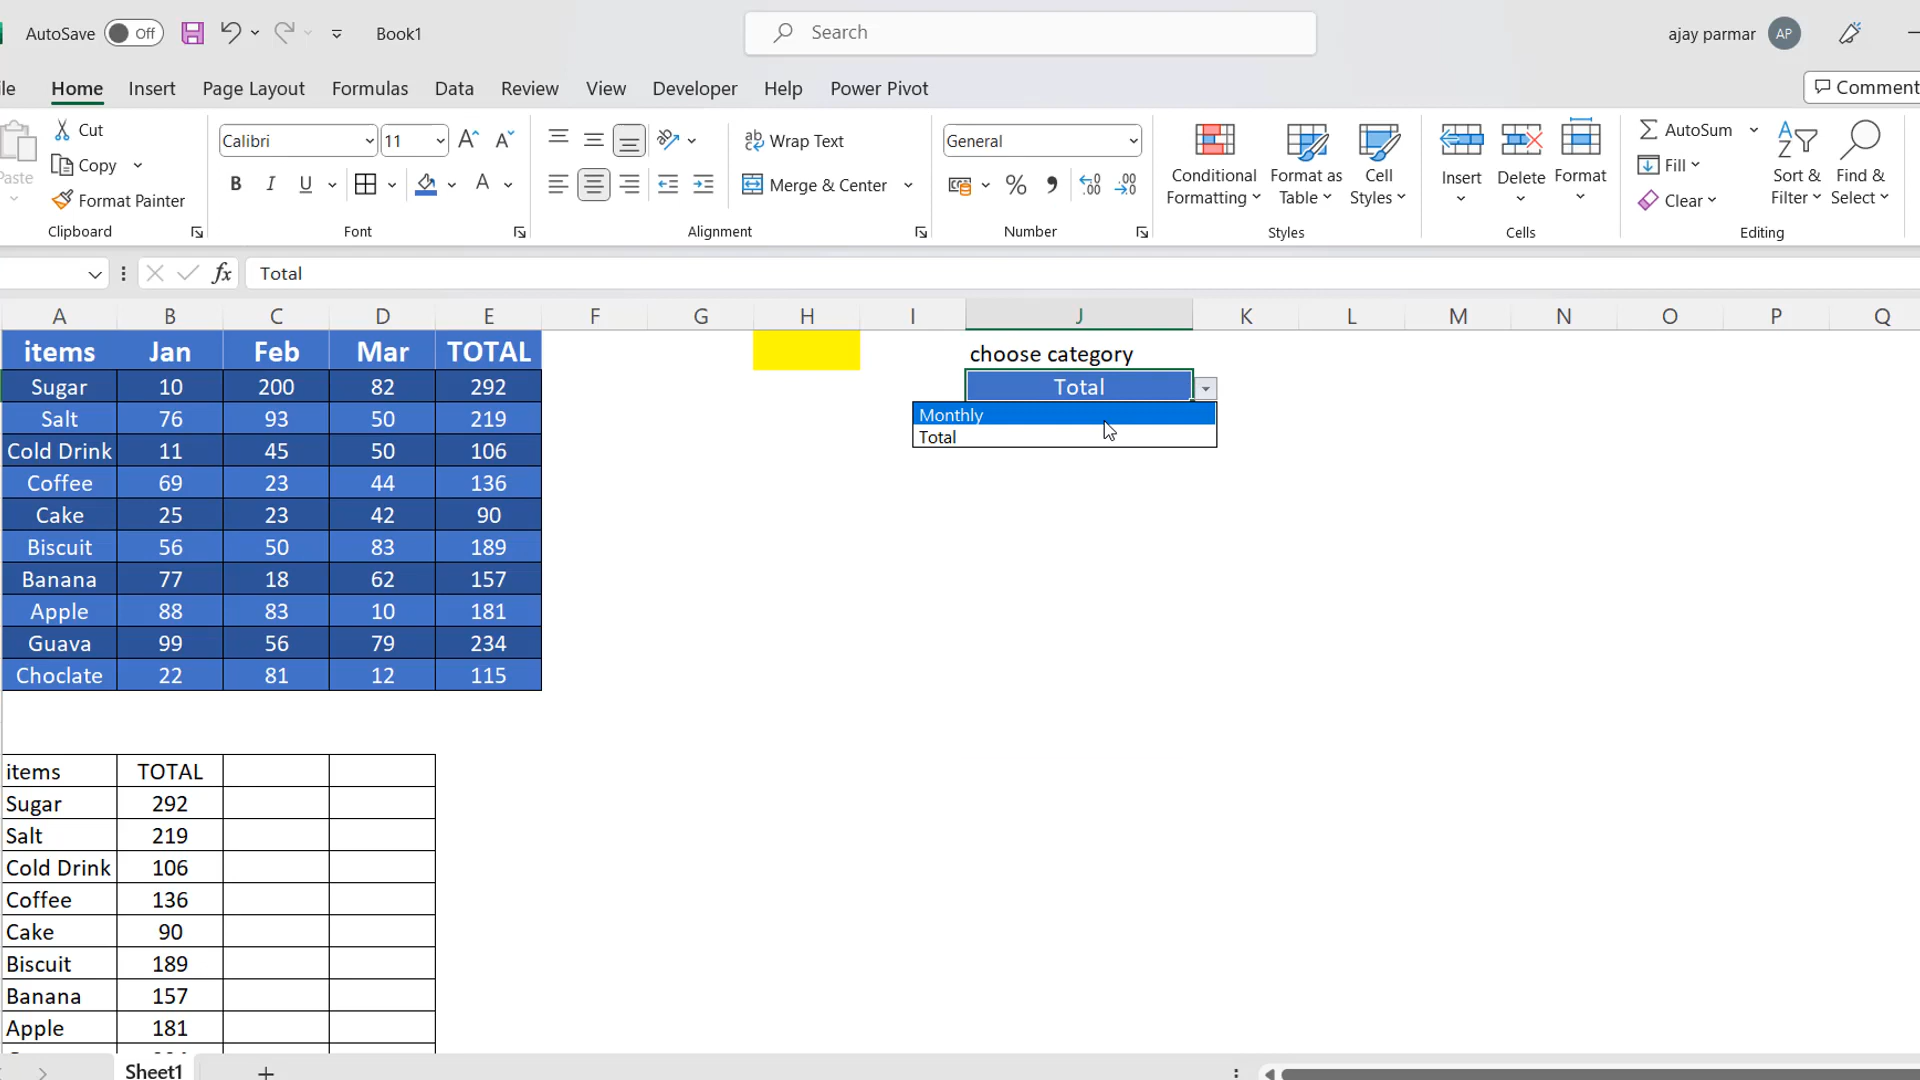 AutoSave Off Book1 Search ajay parmar AP
le Home Insert Page Layout Formulas Data Review View Developer Help Power Pivot Comment
Paste Cut Copy Format Painter Clipboard
Calibri 11 B I U A Font
Wrap Text Merge & Center Alignment
General % Number
Conditional Formatting Format as Table Cell Styles Styles
Insert Delete Format Cells
AutoSum Fill Clear Sort & Filter Find & Select Editing
fx Total
A B C D E F G H I J K L M N O P Q
items Jan Feb Mar TOTAL choose category
Sugar 10 200 82 292 Total
Salt 76 93 50 219 Monthly
Total
Cold Drink 11 45 50 106
Coffee 69 23 44 136
Cake 25 23 42 90
Biscuit 56 50 83 189
Banana 77 18 62 157
Apple 88 83 10 181
Guava 99 56 79 234
Choclate 22 81 12 115
items TOTAL
Sugar 292
Salt 219
Cold Drink 106
Coffee 136
Cake 90
Biscuit 189
Banana 157
Apple 181
Sheet1